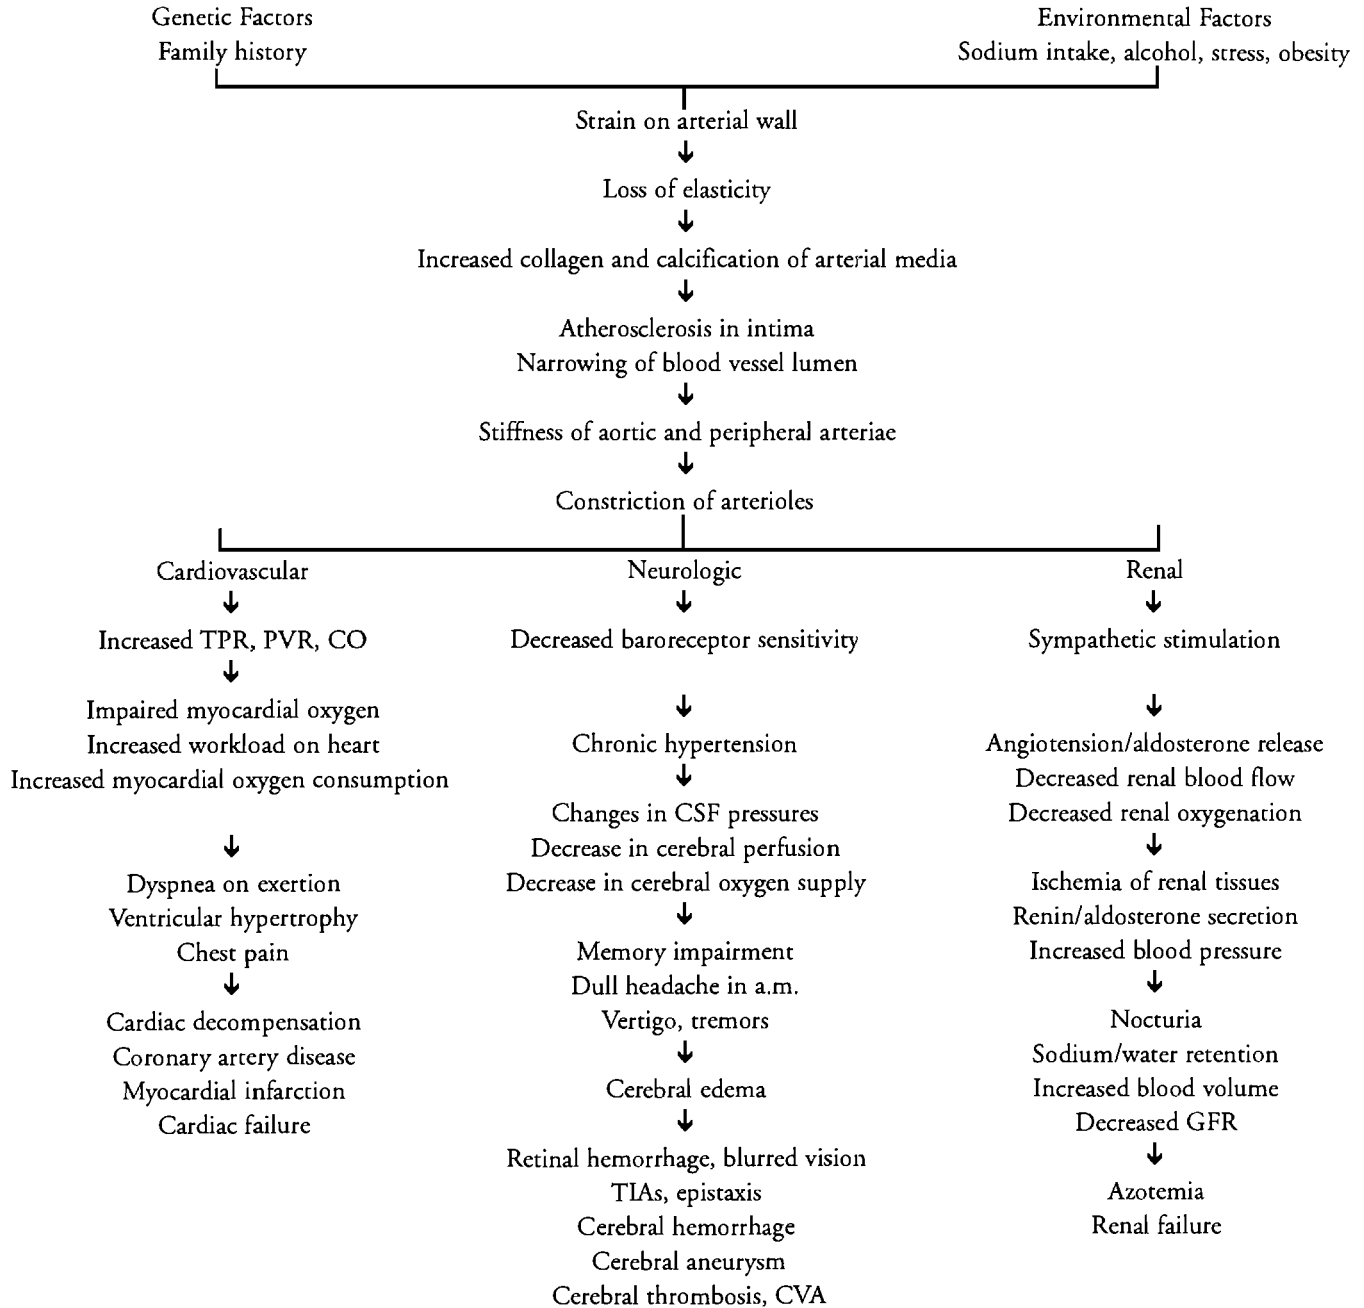 Genetic Factors
Family history
Environmental Factors
Sodium intake, alcohol, stress, obesity
Strain on arterial wall
Loss of elasticity
Increased collagen and calcification of arterial media
Atherosclerosis in intima
Narrowing of blood vessel lumen
Stiffness of aortic and peripheral arteriae
Constriction of arterioles
Cardiovascular
Increased TPR, PVR, CO
Impaired myocardial oxygen
Increased workload on heart
Increased myocardial oxygen consumption
Dyspnea on exertion
Ventricular hypertrophy
Chest pain
Cardiac decompensation
Coronary artery disease
Myocardial infarction
Cardiac failure
Neurologic
Decreased baroreceptor sensitivity
Chronic hypertension
Changes in CSF pressures
Decrease in cerebral perfusion
Decrease in cerebral oxygen supply
Memory impairment
Dull headache in a.m.
Vertigo, tremors
Cerebral edema
Retinal hemorrhage, blurred vision
TIAs, epistaxis
Cerebral hemorrhage
Cerebral aneurysm
Cerebral thrombosis, CVA
Renal
Sympathetic stimulation
Angiotension/aldosterone release
Decreased renal blood flow
Decreased renal oxygenation
Ischemia of renal tissues
Renin/aldosterone secretion
Increased blood pressure
Nocturia
Sodium/water retention
Increased blood volume
Decreased GFR
Azotemia
Renal failure